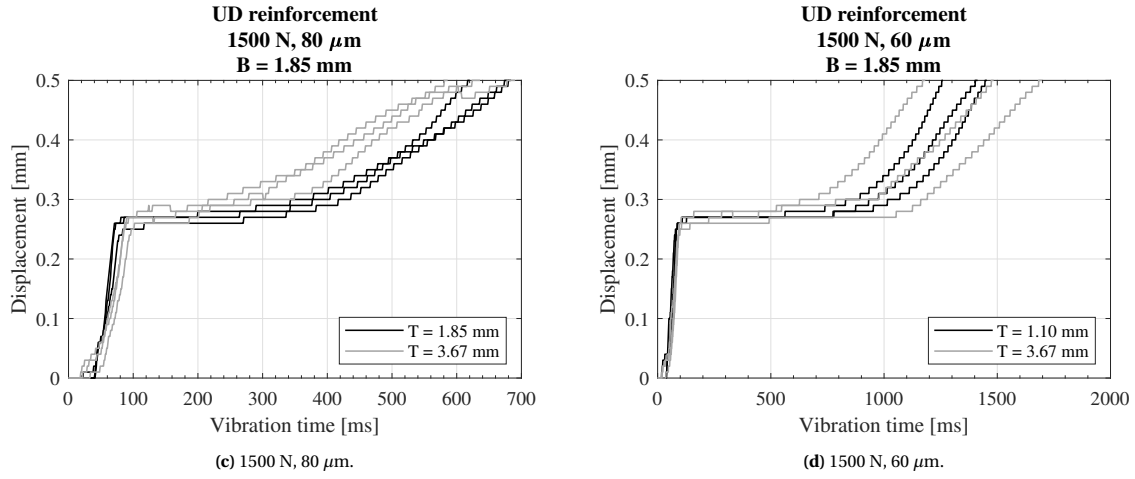 UD reinforcement
1500 N, 80 μm
B = 1.85 mm
0.5
0.4
0.3
0.2
0.1
0
Displacement [mm]
T = 1.85 mm
T = 3.67 mm
0 100 200 300 400 500 600 700
Vibration time [ms]
(c) 1500 N, 80 μm.
UD reinforcement
1500 N, 60 μm
B = 1.85 mm
0.5
0.4
0.3
0.2
0.1
0
Displacement [mm]
T = 1.10 mm
T = 3.67 mm
0 500 1000 1500 2000
Vibration time [ms]
(d) 1500 N, 60 μm.